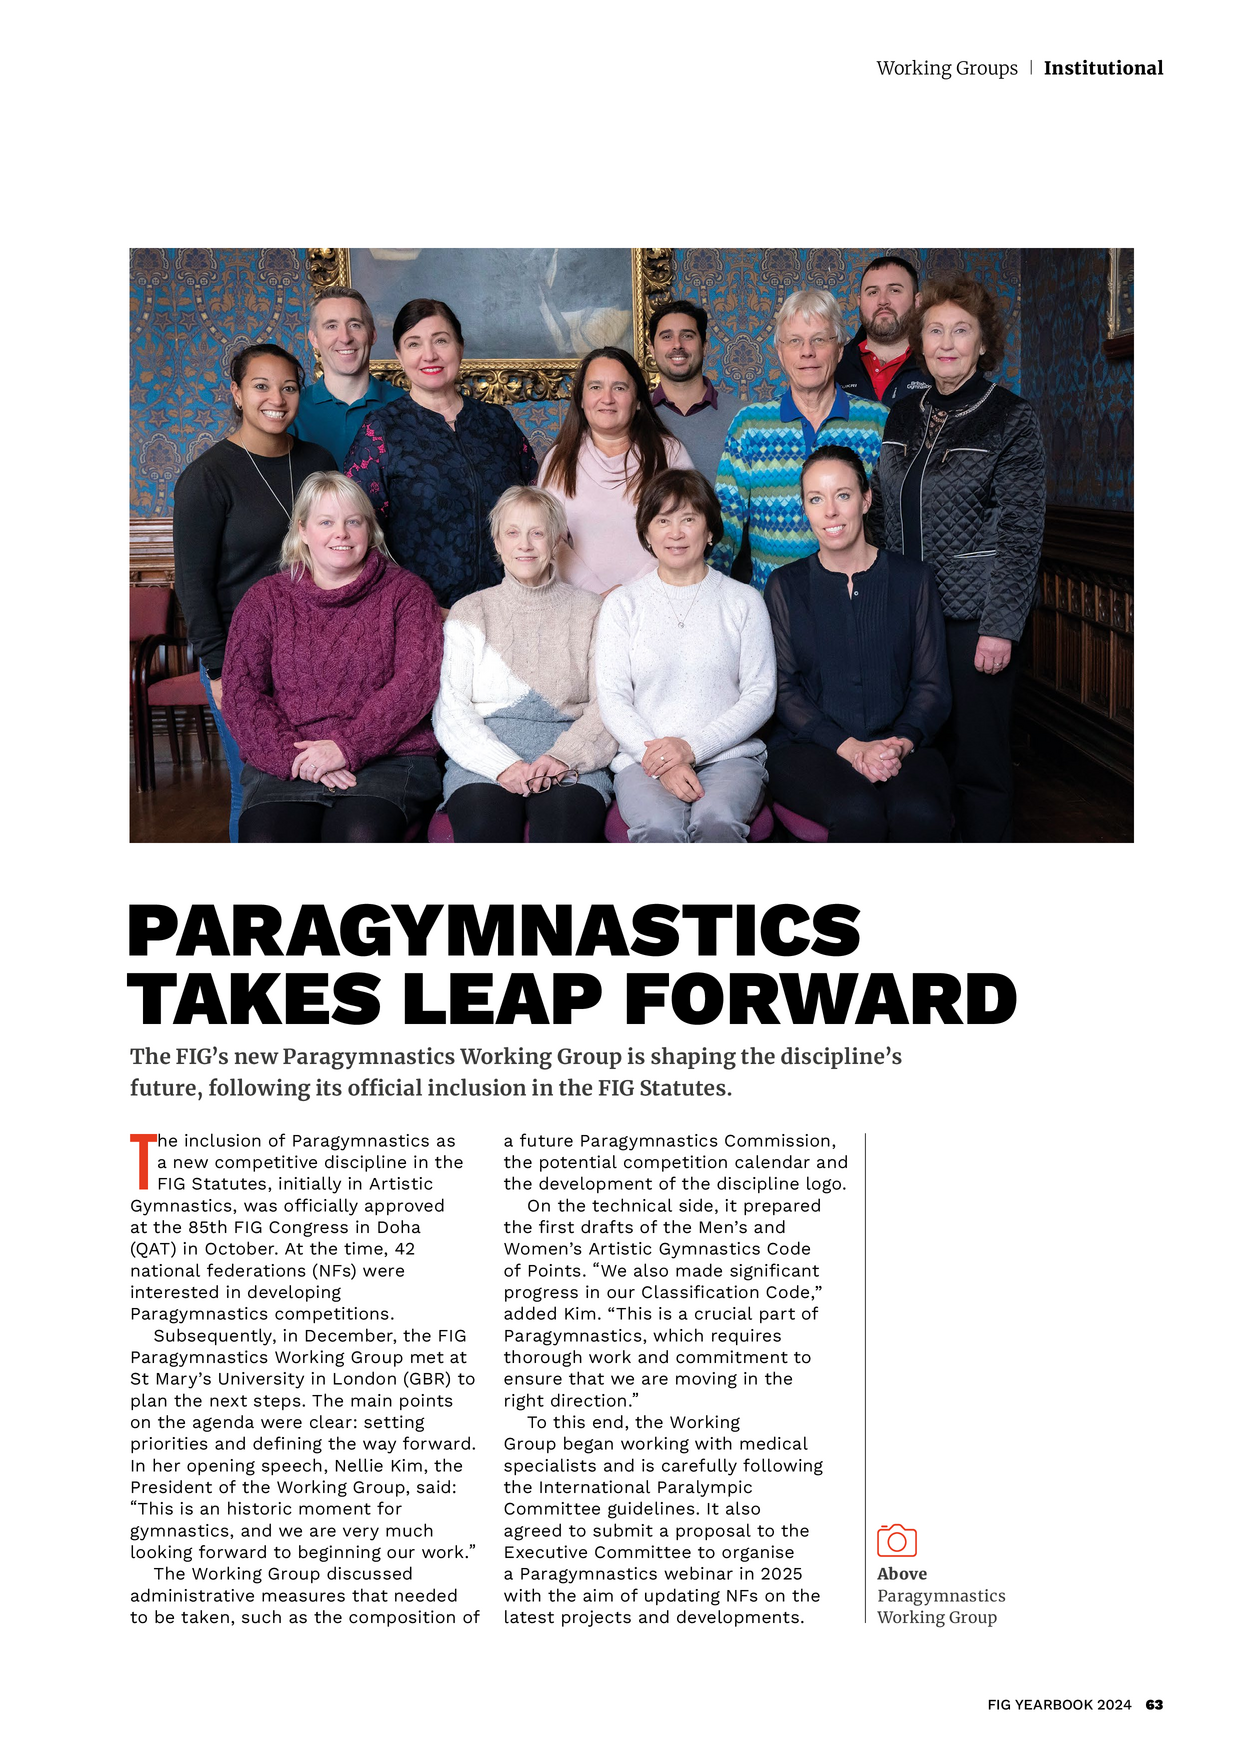 Working Groups | Institutional
British
Gymnastics
PARAGYMNASTICS
TAKES LEAP FORWARD
The FIG’s new Paragymnastics Working Group is shaping the discipline’s
future, following its official inclusion in the FIG Statutes.
The inclusion of Paragymnastics as
a new competitive discipline in the
FIG Statutes, initially in Artistic
Gymnastics, was officially approved
at the 85th FIG Congress in Doha
(QAT) in October. At the time, 42
national federations (NFs) were
interested in developing
Paragymnastics competitions.
Subsequently, in December, the FIG
Paragymnastics Working Group met at
St Mary’s University in London (GBR) to
plan the next steps. The main points
on the agenda were clear: setting
priorities and defining the way forward.
In her opening speech, Nellie Kim, the
President of the Working Group, said:
“This is an historic moment for
gymnastics, and we are very much
looking forward to beginning our work.”
The Working Group discussed
administrative measures that needed
to be taken, such as the composition of
a future Paragymnastics Commission,
the potential competition calendar and
the development of the discipline logo.
On the technical side, it prepared
the first drafts of the Men’s and
Women’s Artistic Gymnastics Code
of Points. “We also made significant
progress in our Classification Code,”
added Kim. “This is a crucial part of
Paragymnastics, which requires
thorough work and commitment to
ensure that we are moving in the
right direction.”
To this end, the Working
Group began working with medical
specialists and is carefully following
the International Paralympic
Committee guidelines. It also
agreed to submit a proposal to the
Executive Committee to organise
a Paragymnastics webinar in 2025
with the aim of updating NFs on the
latest projects and developments.
Above
Paragymnastics
Working Group
FIG YEARBOOK 2024 63